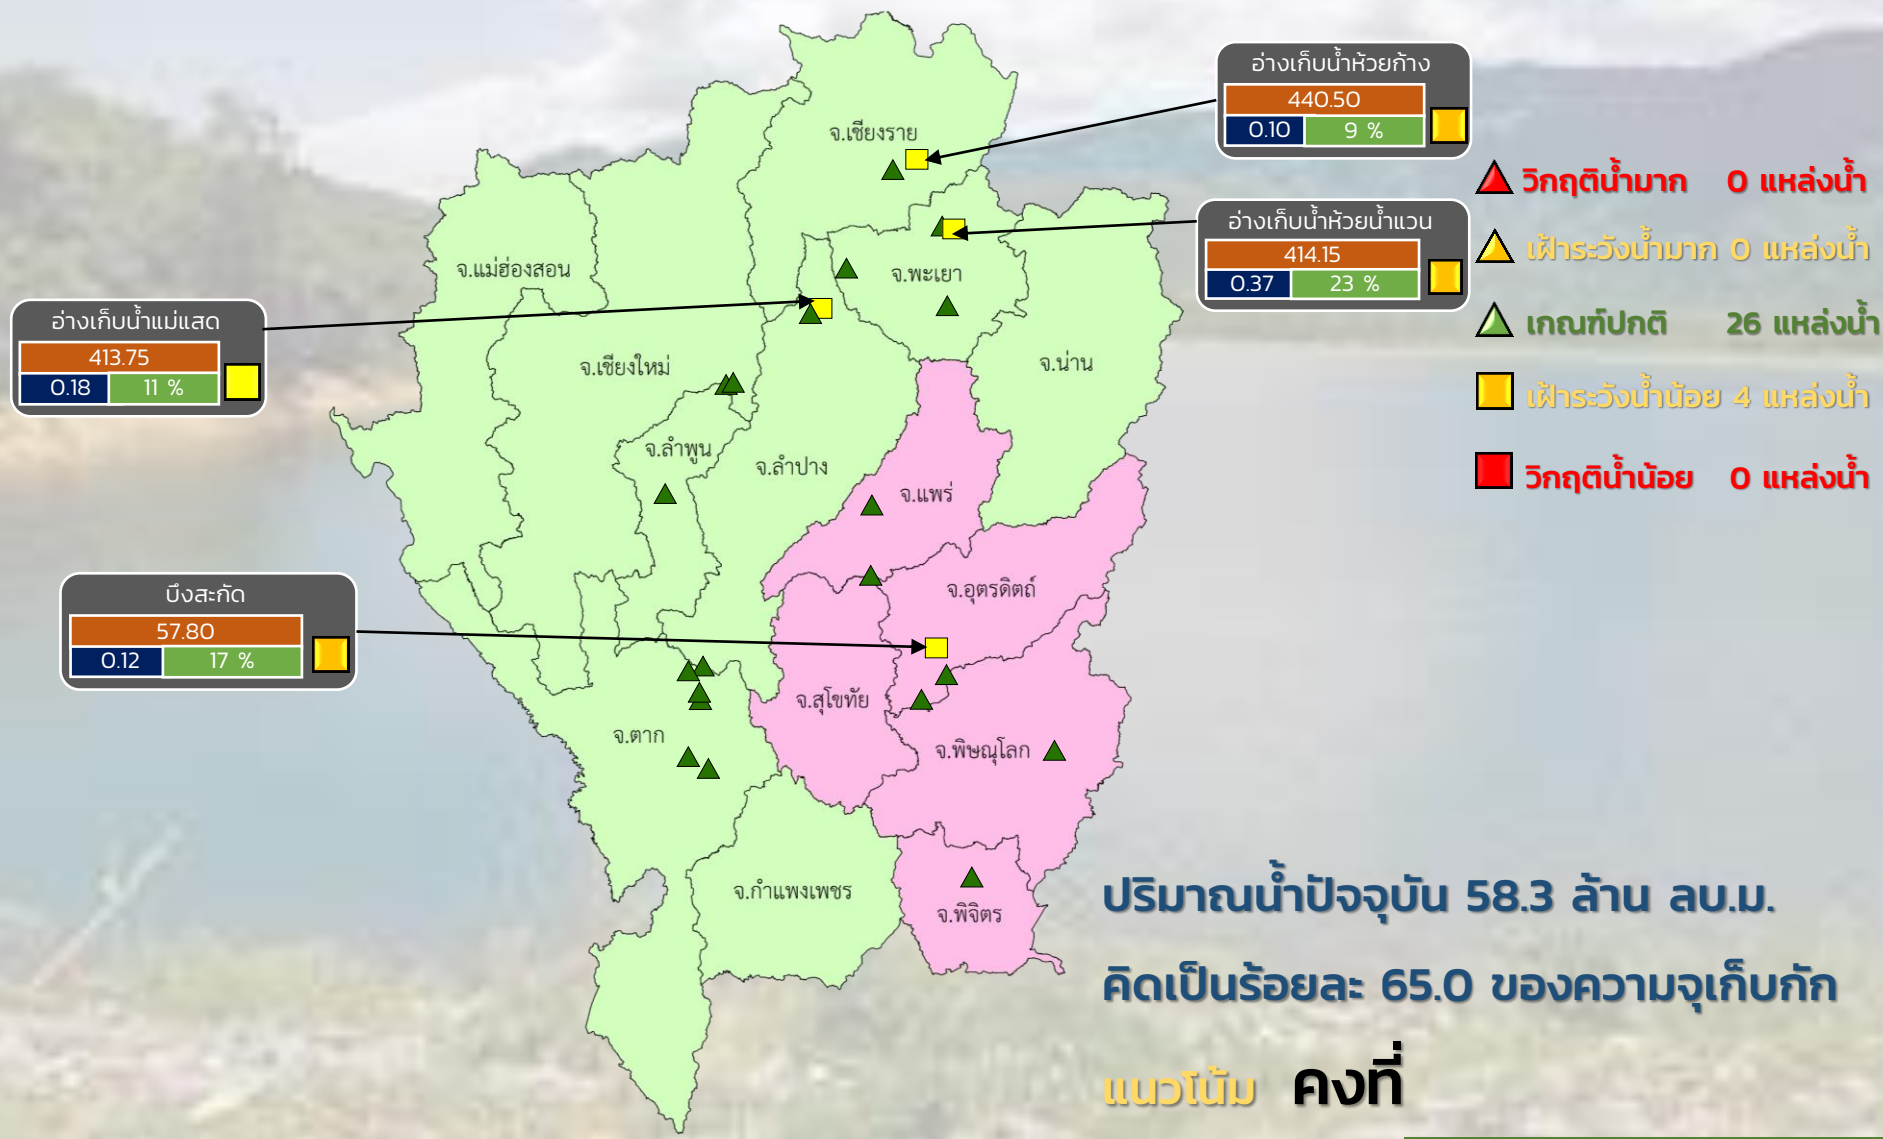 อ่างเก็บน้ำห้วยก้าง
440.50
0.10 9 %
อ่างเก็บน้ำห้วยน้ำแวน
414.15
0.37 23 %
อ่างเก็บน้ำแม่แสด
413.75
0.18 11 %
บึงสะกัด
57.80
0.12 17 %
วิกฤติน้ำมาก 0 แหล่งน้ำ
เฝ้าระวังน้ำมาก 0 แหล่งน้ำ
เกณฑ์ปกติ 26 แหล่งน้ำ
เฝ้าระวังน้ำน้อย 4 แหล่งน้ำ
วิกฤติน้ำน้อย 0 แหล่งน้ำ
จ.เชียงราย
จ.แม่ฮ่องสอน
จ.พะเยา
จ.เชียงใหม่
จ.น่าน
จ.ลำพูน
จ.ลำปาง
จ.แพร่
จ.อุตรดิตถ์
จ.สุโขทัย
จ.ตาก
จ.พิษณุโลก
จ.กำแพงเพชร
จ.พิจิตร
ปริมาณน้ำปัจจุบัน 58.3 ล้าน ลบ.ม.
คิดเป็นร้อยละ 65.0 ของความจุเก็บกัก
แนวโน้ม คงที่